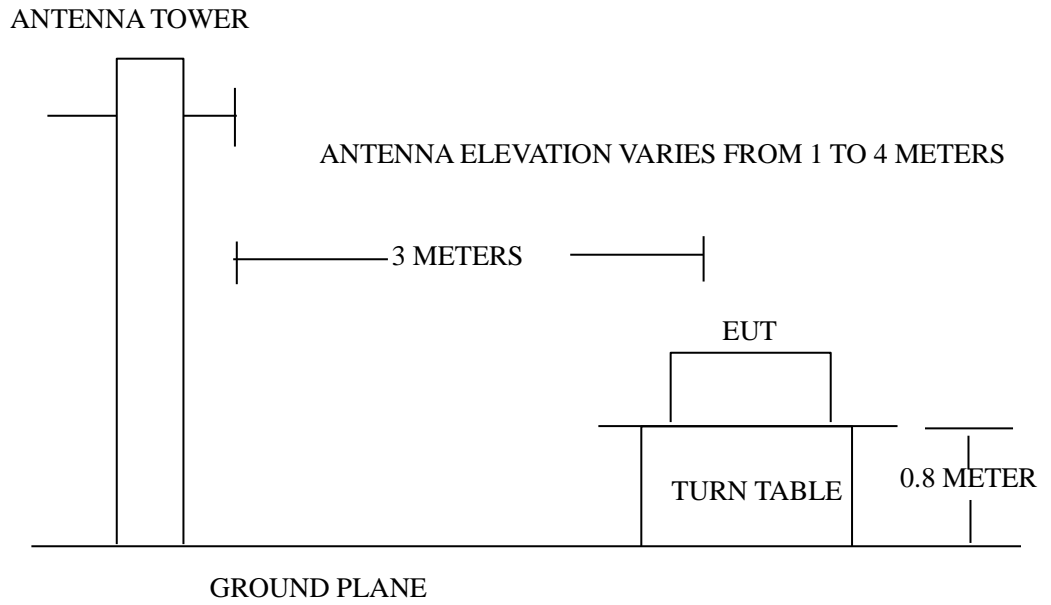 ANTENNA TOWER
ANTENNA ELEVATION VARIES FROM 1 TO 4 METERS
3 METERS
EUT
TURN TABLE
0.8 METER
GROUND PLANE